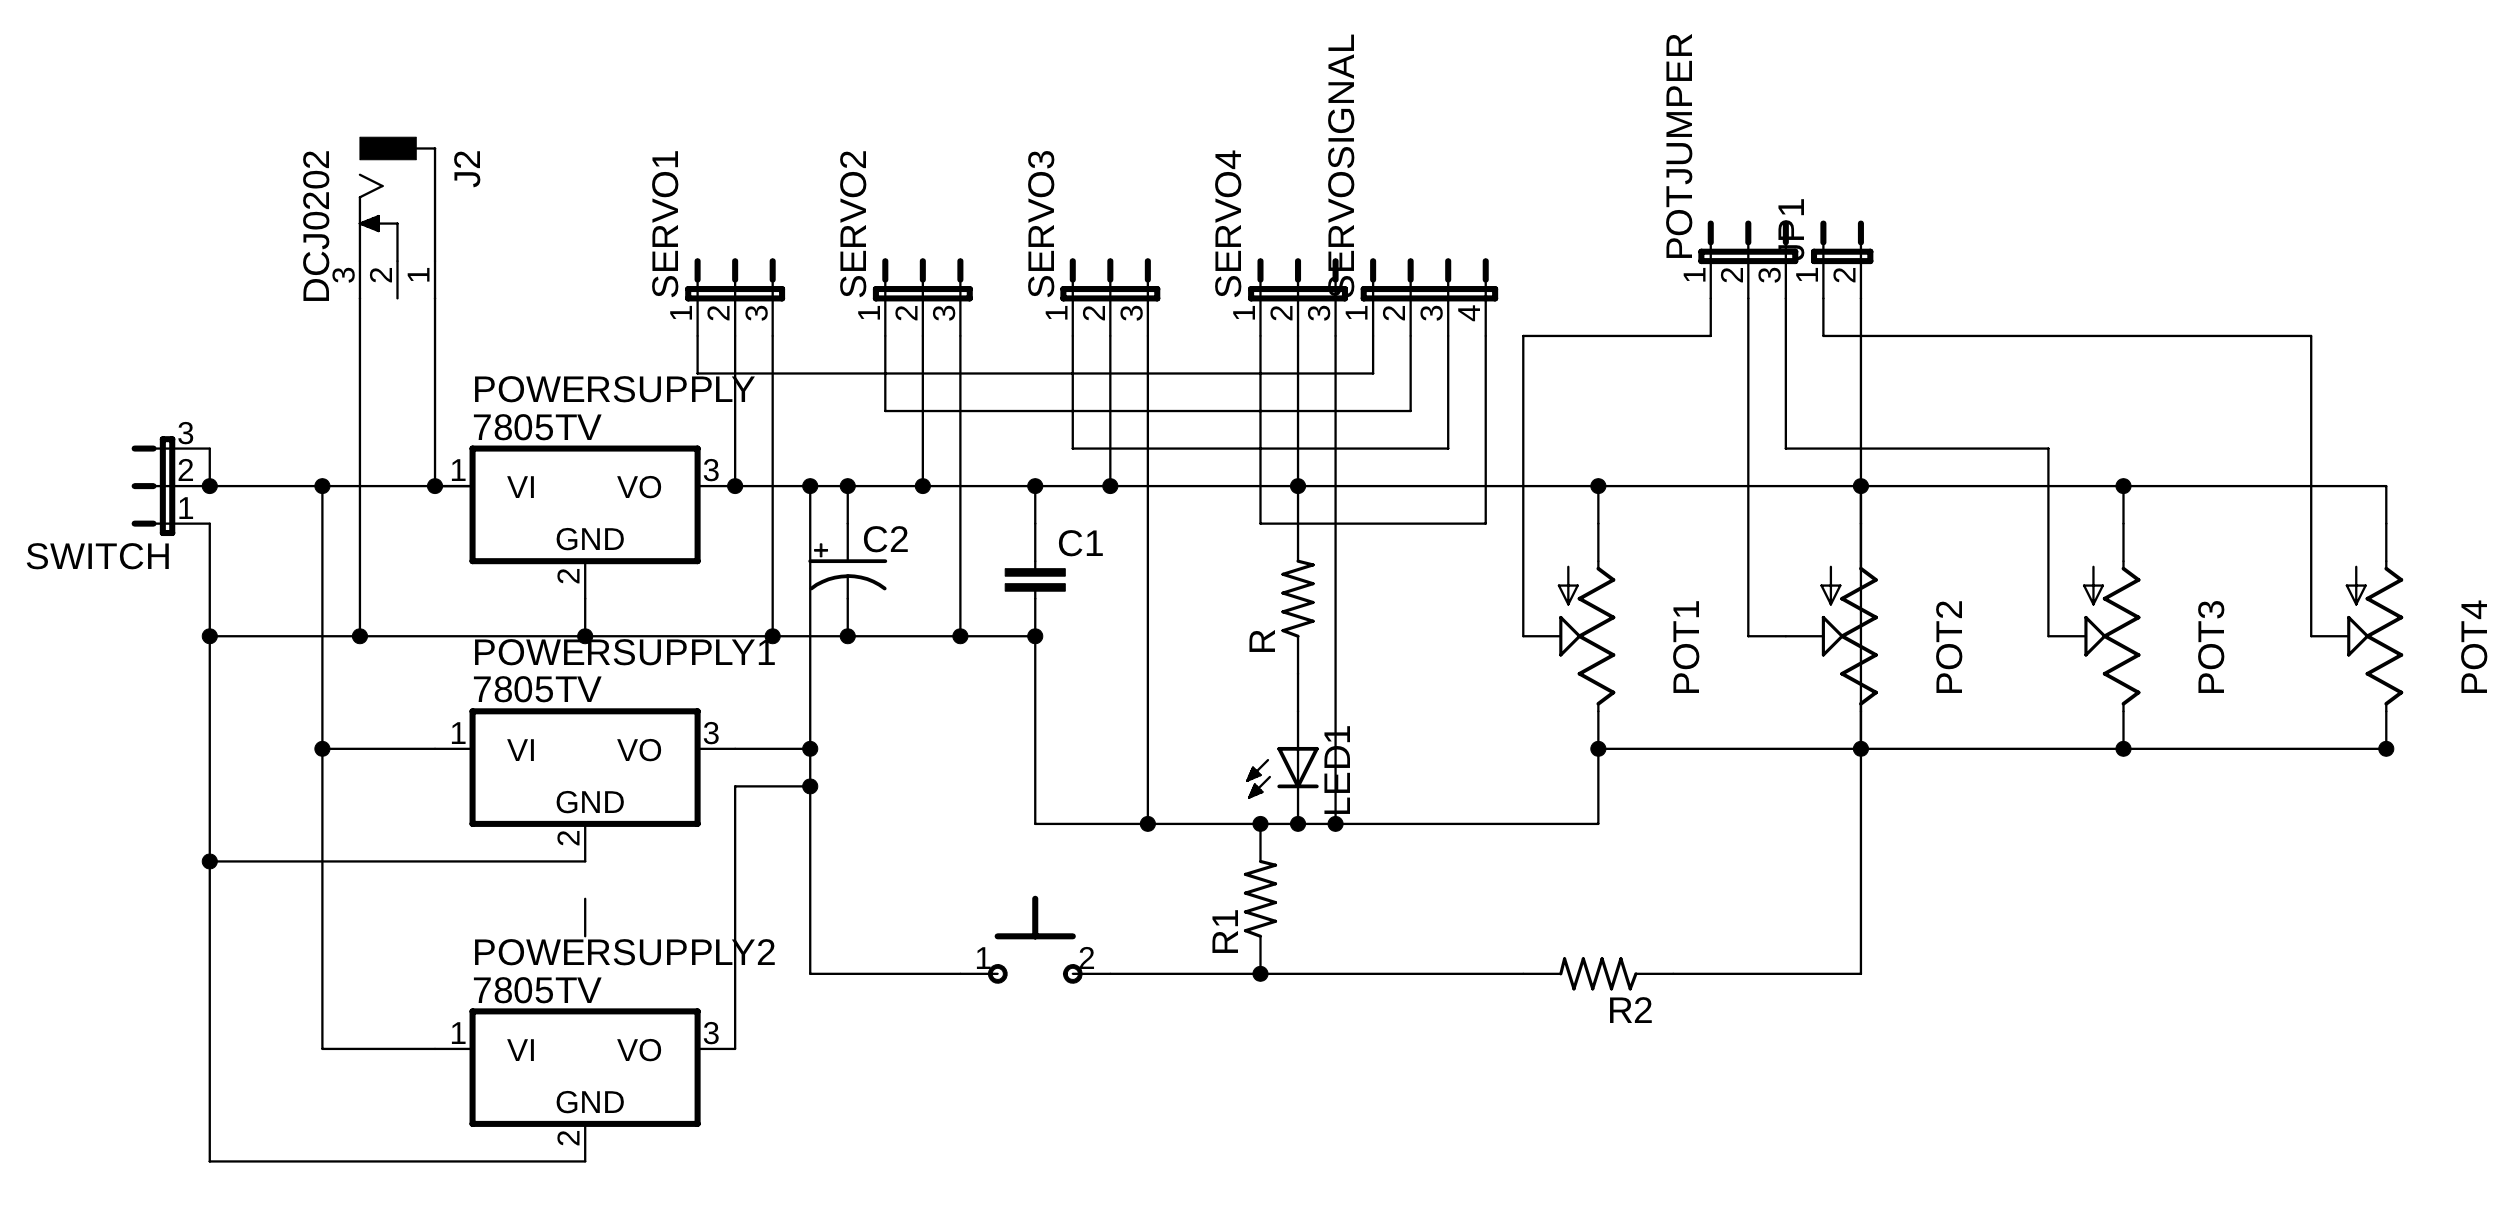 DCJ0202
J2
3
2
1
SERVO1
1
2
3
SERVO2
1
2
3
SERVO3
1
2
3
SERVO4
1
2
3
SERVOSIGNAL
1
2
3
4
POTJUMPER
1
2
3
JP1
1
2
3
2
1
SWITCH
POWERSUPPLY
7805TV
1
VI
VO
3
GND
2
+
C2
C1
R
LED1
POT1
POT2
POT3
POT4
POWERSUPPLY1
7805TV
1
VI
VO
3
GND
2
POWERSUPPLY2
7805TV
1
VI
VO
3
GND
2
1
2
R1
R2